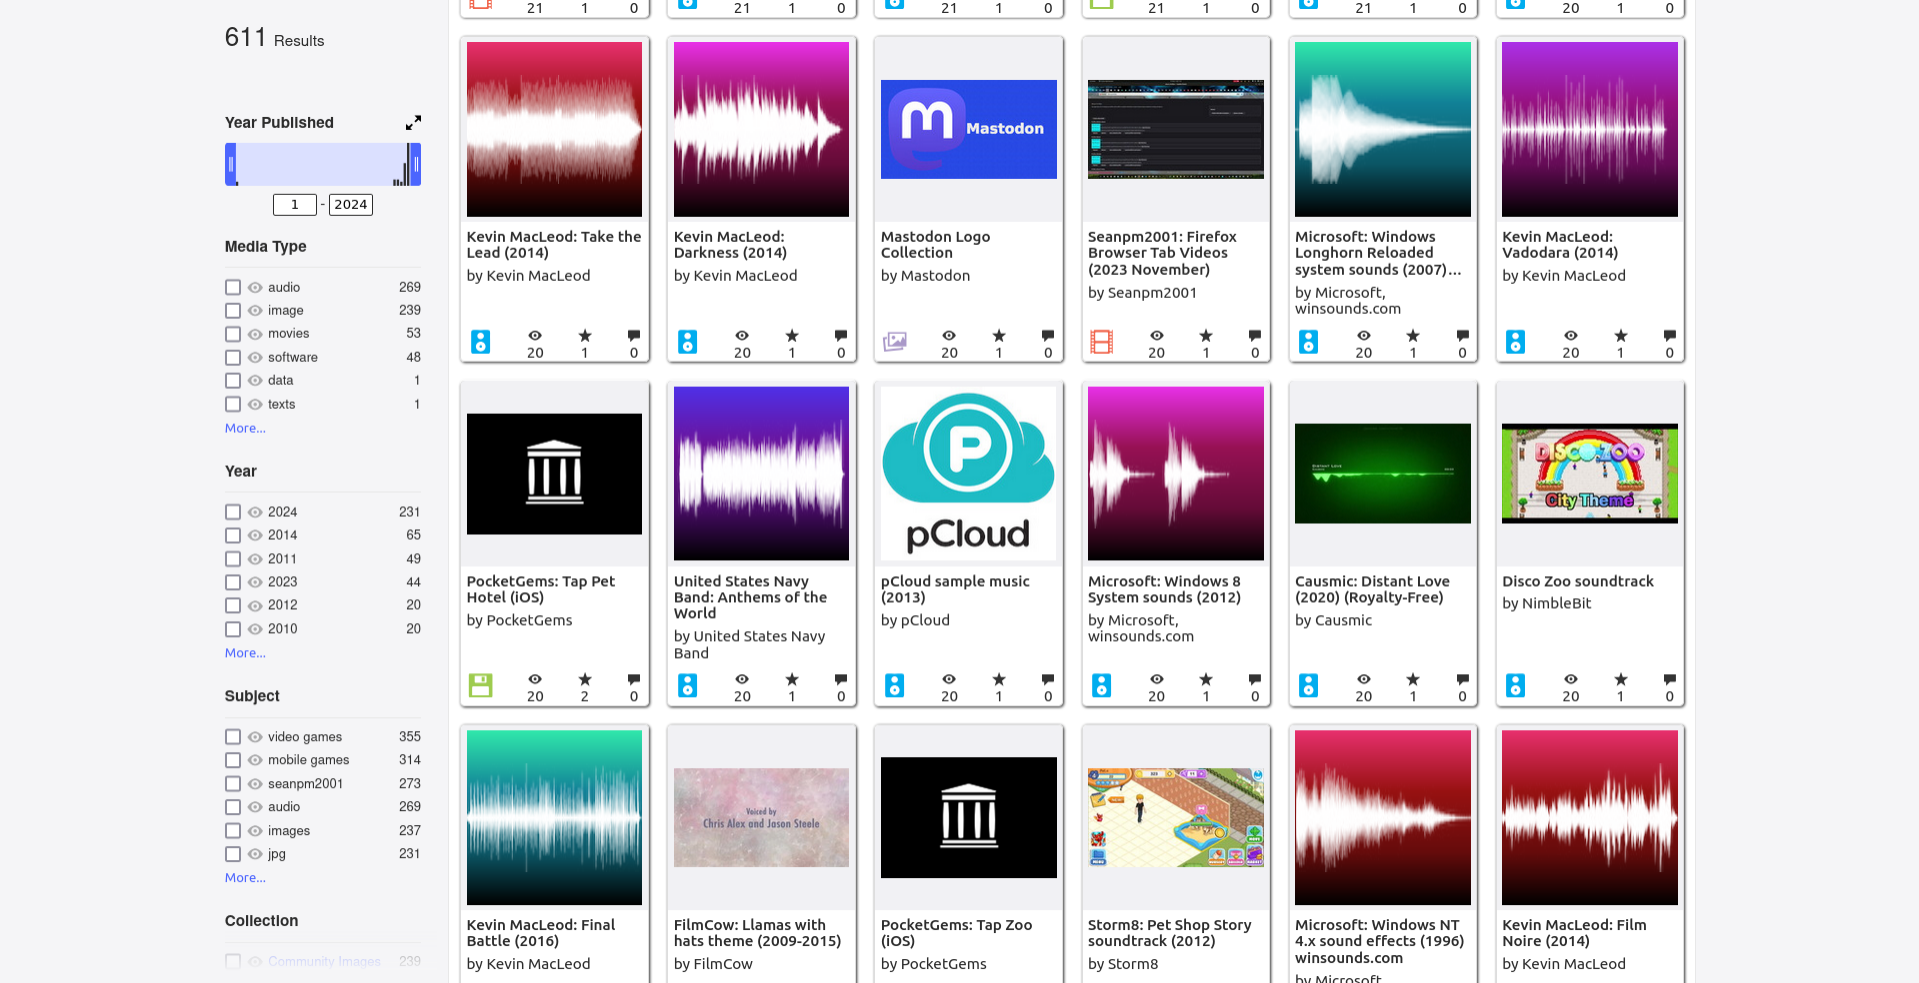 611 Results
Year Published
1 - 2024
Media Type
audio 269
image 239
movies 53
software 48
data 1
texts 1
More...
Year
2024 231
2014 65
2011 49
2023 44
2012 20
2010 20
More...
Subject
video games 355
mobile games 314
seanpm2001 273
audio 269
images 237
jpg 231
More...
Collection
Community Images 239
21 1 0
21 1 0
21 1 0
21 1 0
21 1 0
20 1 0
Kevin MacLeod: Take the
Lead (2014)
by Kevin MacLeod
20 1 0
Kevin MacLeod:
Darkness (2014)
by Kevin MacLeod
20 1 0
Mastodon
Mastodon Logo
Collection
by Mastodon
20 1 0
Seanpm2001: Firefox
Browser Tab Videos
(2023 November)
by Seanpm2001
20 1 0
Microsoft: Windows
Longhorn Reloaded
system sounds (2007)...
by Microsoft,
winsounds.com
20 1 0
Kevin MacLeod:
Vadodara (2014)
by Kevin MacLeod
20 1 0
PocketGems: Tap Pet
Hotel (iOS)
by PocketGems
20 2 0
United States Navy
Band: Anthems of the
World
by United States Navy
Band
20 1 0
pCloud
pCloud sample music
(2013)
by pCloud
20 1 0
Microsoft: Windows 8
System sounds (2012)
by Microsoft,
winsounds.com
20 1 0
DISTANT LOVE
Causmic: Distant Love
(2020) (Royalty-Free)
by Causmic
20 1 0
DISCO ZOO
City Theme
Disco Zoo soundtrack
by NimbleBit
20 1 0
Kevin MacLeod: Final
Battle (2016)
by Kevin MacLeod
Voiced by
Chris Alex and Jason Steele
FilmCow: Llamas with
hats theme (2009-2015)
by FilmCow
PocketGems: Tap Zoo
(iOS)
by PocketGems
Storm8: Pet Shop Story
soundtrack (2012)
by Storm8
Microsoft: Windows NT
4.x sound effects (1996)
winsounds.com
by Microsoft
Kevin MacLeod: Film
Noire (2014)
by Kevin MacLeod